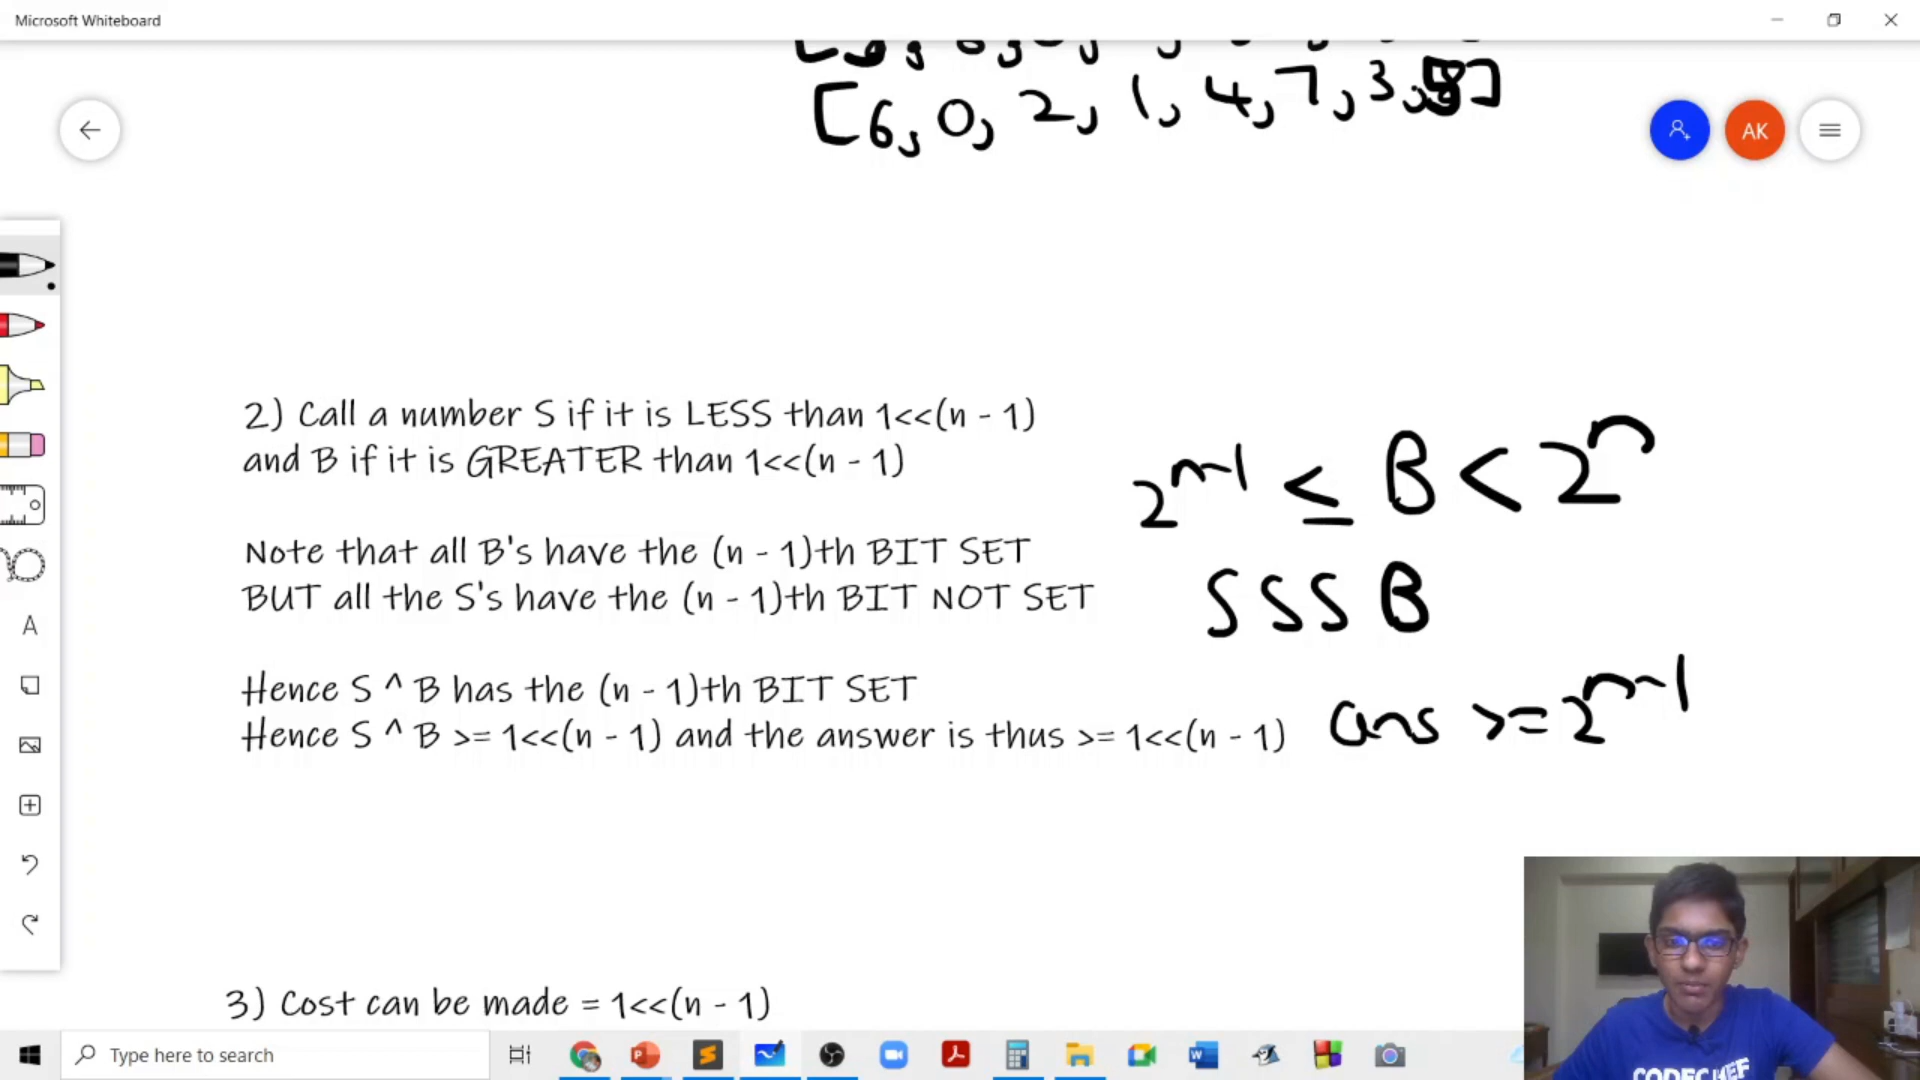 Microsoft Whiteboard
[6, 0, 2, 1, 4, 7, 3, 5]
AK
2) Call a number S if it is LESS than 1<<(n - 1)
and B if it is GREATER than 1<<(n - 1)
2^n-1 ≤ B < 2^n
Note that all B's have the (n - 1)th BIT SET
BUT all the S's have the (n - 1)th BIT NOT SET
S S S B
Hence S ^ B has the (n - 1)th BIT SET
Hence S ^ B >= 1<<(n - 1) and the answer is thus >= 1<<(n - 1)
ans >= 2^n-1
3) Cost can be made = 1<<(n - 1)
Type here to search
CODECHEF